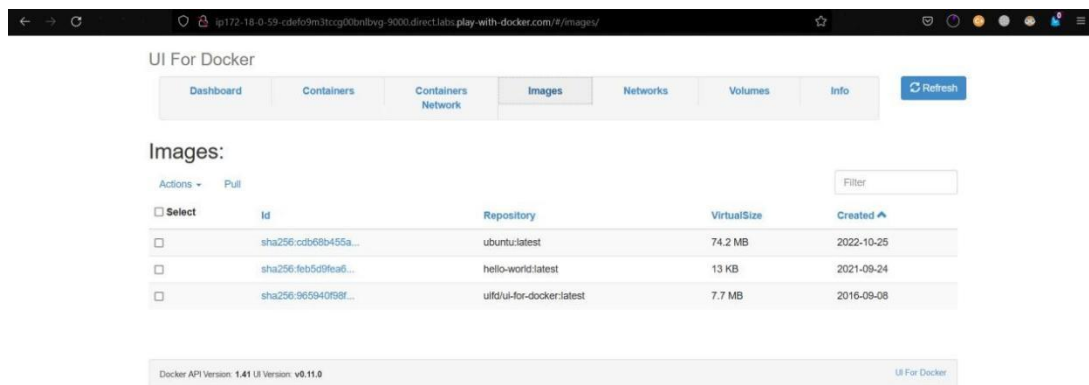 ip172-18-0-59-cdefo9m3tccg00bnlbvg-9000.direct.labs.play-with-docker.com/#/images/
UI For Docker
Dashboard Containers Containers Network Images Networks Volumes Info Refresh
Images:
Actions Pull Filter
Select Id Repository VirtualSize Created
sha256:cdb68b455a... ubuntu:latest 74.2 MB 2022-10-25
sha256:feb5d9fea6... hello-world:latest 13 KB 2021-09-24
sha256:965940f98f... uifd/ui-for-docker:latest 7.7 MB 2016-09-08
Docker API Version: 1.41 UI Version: v0.11.0 UI For Docker